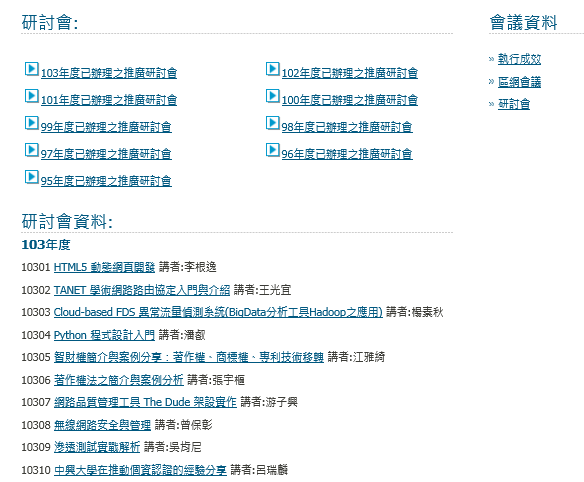 研討會:
103年度已辦理之推廣研討會
102年度已辦理之推廣研討會
101年度已辦理之推廣研討會
100年度已辦理之推廣研討會
99年度已辦理之推廣研討會
98年度已辦理之推廣研討會
97年度已辦理之推廣研討會
96年度已辦理之推廣研討會
95年度已辦理之推廣研討會
研討會資料:
103年度
10301 HTML5 動態網頁開發 講者:李根逸
10302 TANET 學術網路路由協定入門與介紹 講者:王光宜
10303 Cloud-based FDS 異常流量偵測系統(BigData分析工具Hadoop之應用) 講者:楊素秋
10304 Python 程式設計入門 講者:潘叡
10305 智財權簡介與案例分享：著作權、商標權、專利技術移轉 講者:江雅綺
10306 著作權法之簡介與案例分析 講者:張宇樞
10307 網路品質管理工具 The Dude 架設實作 講者:游子興
10308 無線網路安全與管理 講者:曾保彰
10309 滲透測試實戰解析 講者:吳肯尼
10310 中興大學在推動個資認證的經驗分享 講者:呂瑞麟
會議資料
» 執行成效
» 區網會議
» 研討會